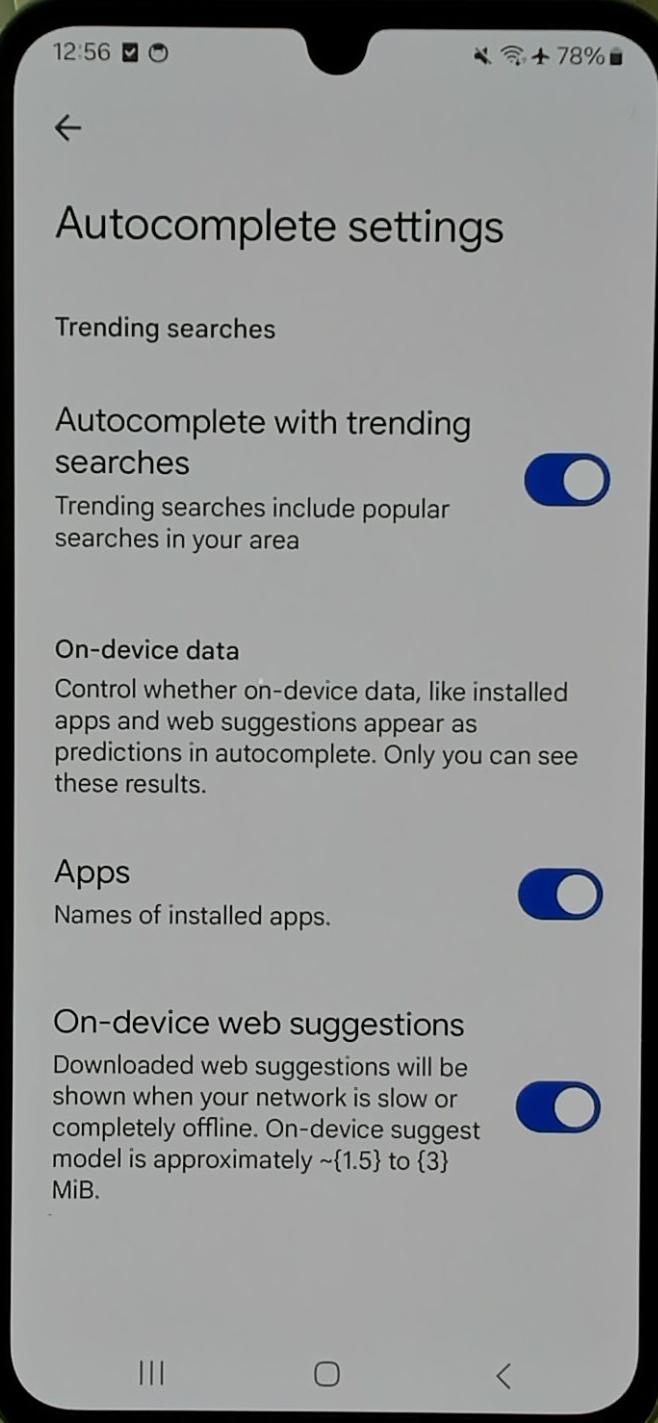 12:56
78%
Autocomplete settings
Trending searches
Autocomplete with trending
searches
Trending searches include popular
searches in your area
On-device data
Control whether on-device data, like installed
apps and web suggestions appear as
predictions in autocomplete. Only you can see
these results.
Apps
Names of installed apps.
On-device web suggestions
Downloaded web suggestions will be
shown when your network is slow or
completely offline. On-device suggest
model is approximately ~{1.5} to {3}
MiB.